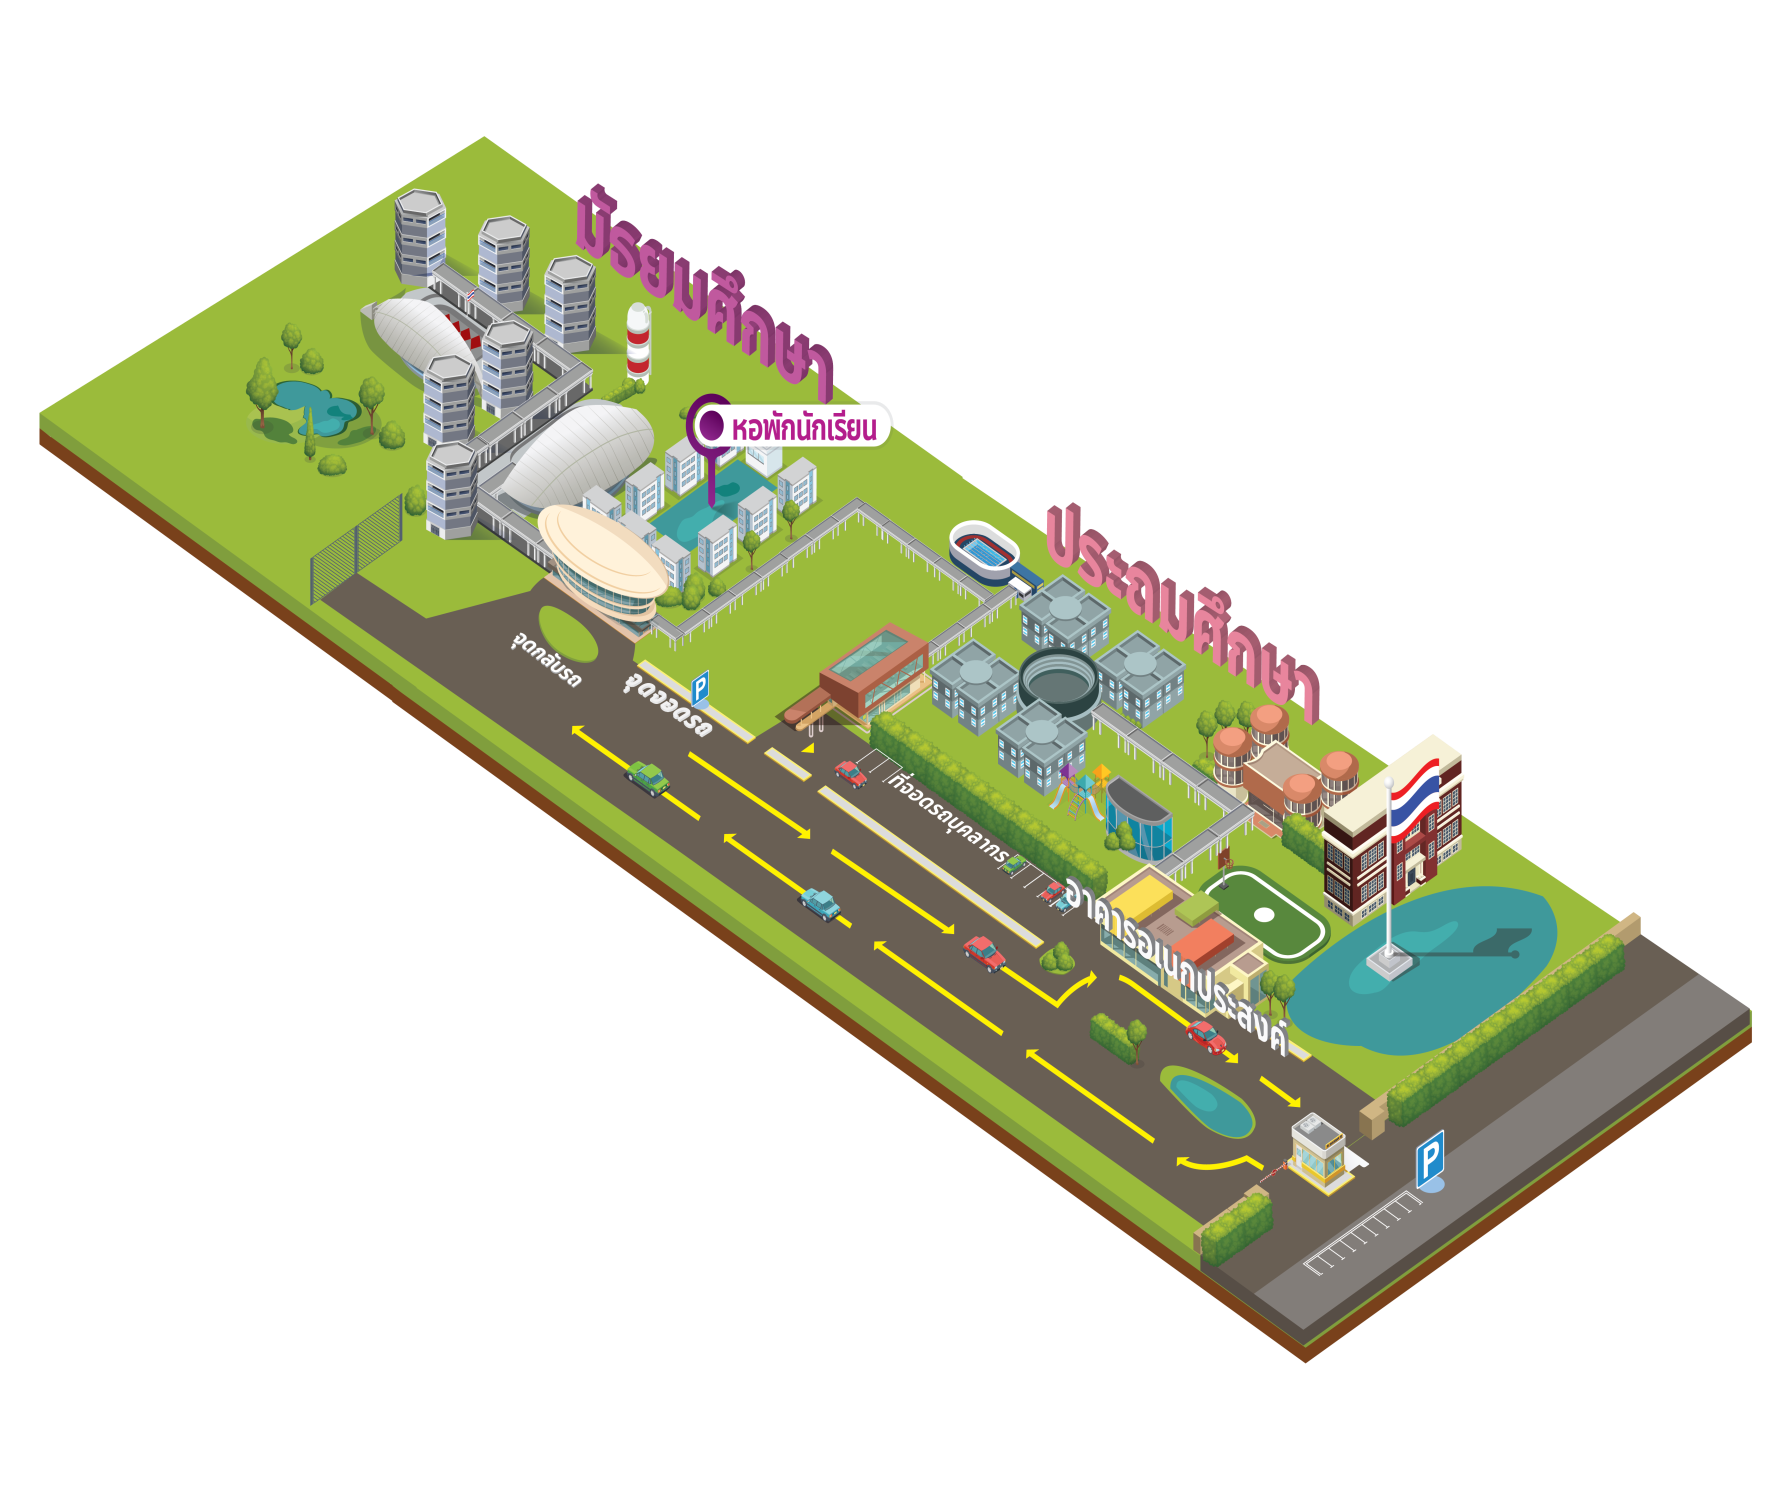 มัธยมศึกษา
หอพักนักเรียน
ประถมศึกษา
จุดกลับรถ
จุดจอดรถ
P
ที่จอดรถบุคลากร
อาคารอเนกประสงค์
P